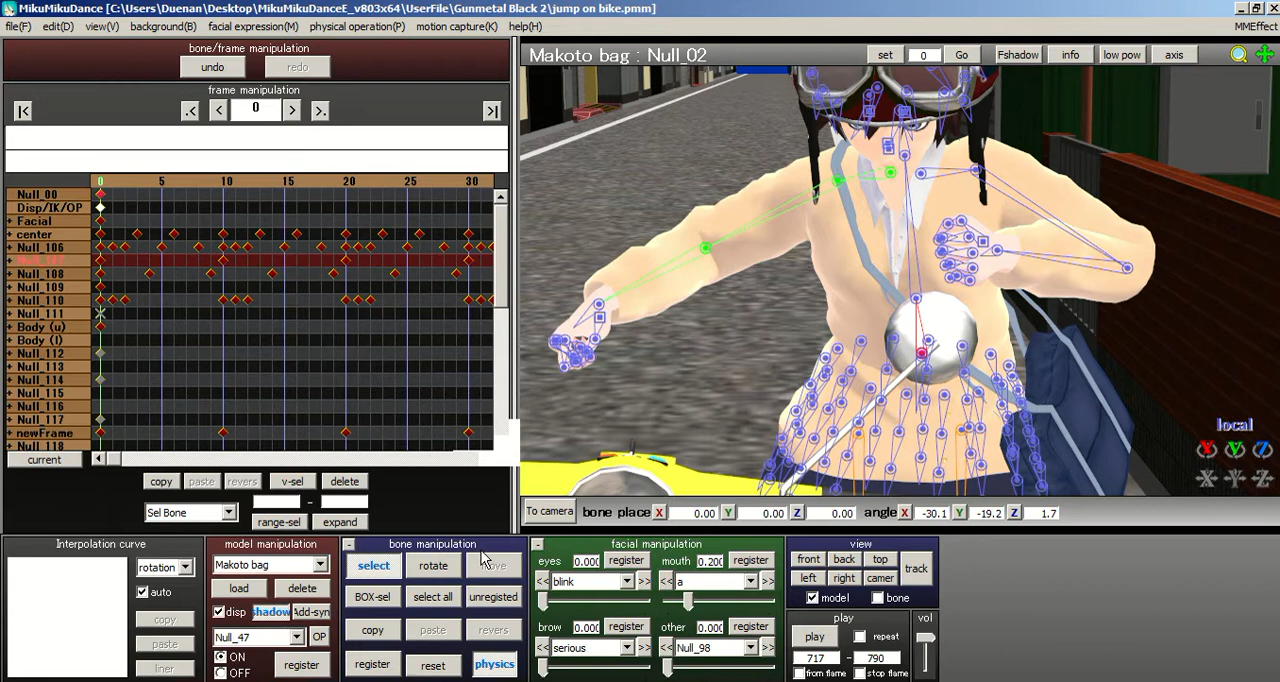 MikuMikuDance [C:\Users\Duenan\Desktop\MikuMikuDanceE_v803x64\UserFile\Gunmetal Black 2\jump on bike.pmm]
file(F) edit(D) view(V) background(B) facial expression(M) physical operation(P) motion capture(K) help(H) MMEffect
bone/frame manipulation
undo redo
frame manipulation
|< .< < 0 > >. >|
0 5 10 15 20 25 30
Null_00
Disp/IK/OP
+ Facial
+ center
+ Null_106
+ Null_108
+ Null_109
+ Null_110
+ Null_111
+ Body (u)
+ Body (l)
+ Null_112
+ Null_113
+ Null_114
+ Null_115
+ Null_116
+ Null_117
+ newFrame
+ Null_118
current
copy paste revers v-sel delete
Sel Bone -
range-sel expand
Makoto bag : Null_02
set 0 Go Fshadow info low pow axis
local
X Y Z
X Y Z
To camera bone place X 0.00 Y 0.00 Z 0.00 angle X -30.1 Y -19.2 Z 1.7
Interpolation curve
rotation
auto
copy
paste
liner
model manipulation
Makoto bag
load delete
disp shadow Add-syn
Null_47 OP
ON
OFF
register
- bone manipulation
select rotate move
BOX-sel select all unregisted
copy paste revers
register reset physics
- facial manipulation
eyes 0.000 register mouth 0.200 register
<< blink >> << a >>
brow 0.000 register other 0.000 register
<< serious >> << Null_98 >>
view
front back top
left right camer track
model bone
play
play repeat
717 - 790
from flame stop flame
vol